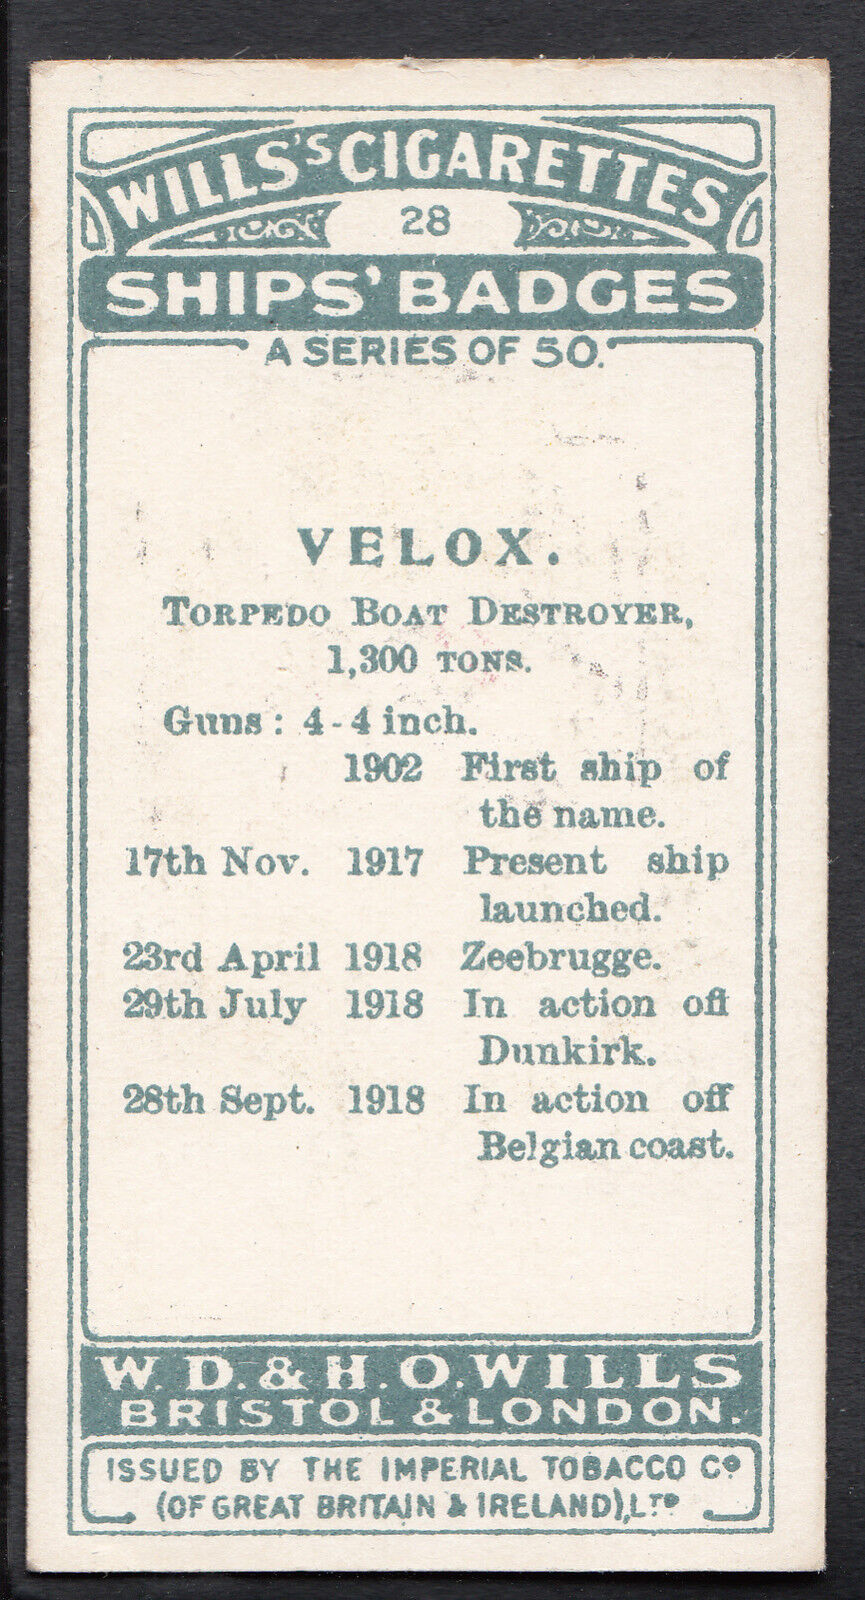 WILLS'S CIGARETTES
28
SHIPS' BADGES
A SERIES OF 50.
VELOX.
TORPEDO BOAT DESTROYER,
1,300 TONS.
Guns: 4-4 inch.
1902 First ship of
the name.
17th Nov. 1917 Present ship
launched.
23rd April 1918 Zeebrugge.
29th July 1918 In action off
Dunkirk.
28th Sept. 1918 In action off
Belgian coast.
W.D.&H.O.WILLS
BRISTOL & LONDON.
ISSUED BY THE IMPERIAL TOBACCO Co
(OF GREAT BRITAIN & IRELAND), LTD